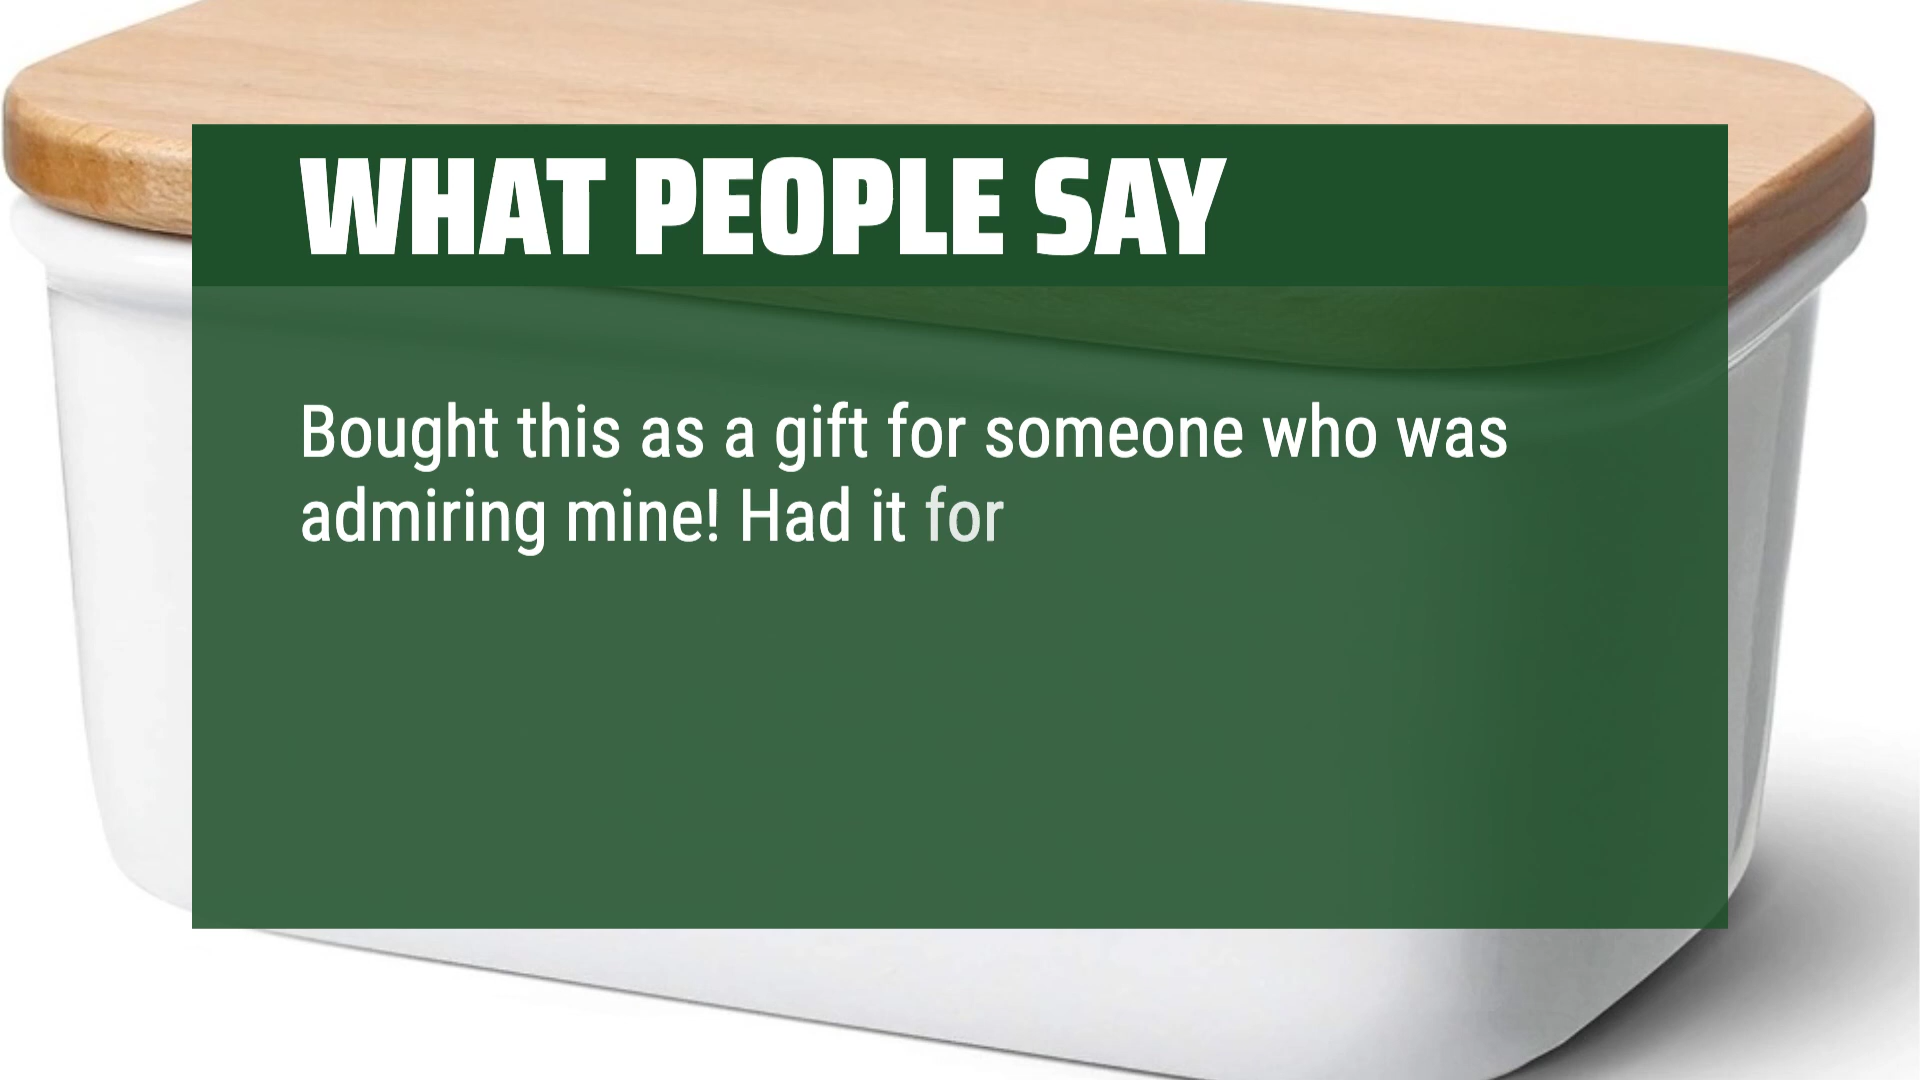 WHAT PEOPLE SAY
Bought this as a gift for someone who was
admiring mine! Had it for